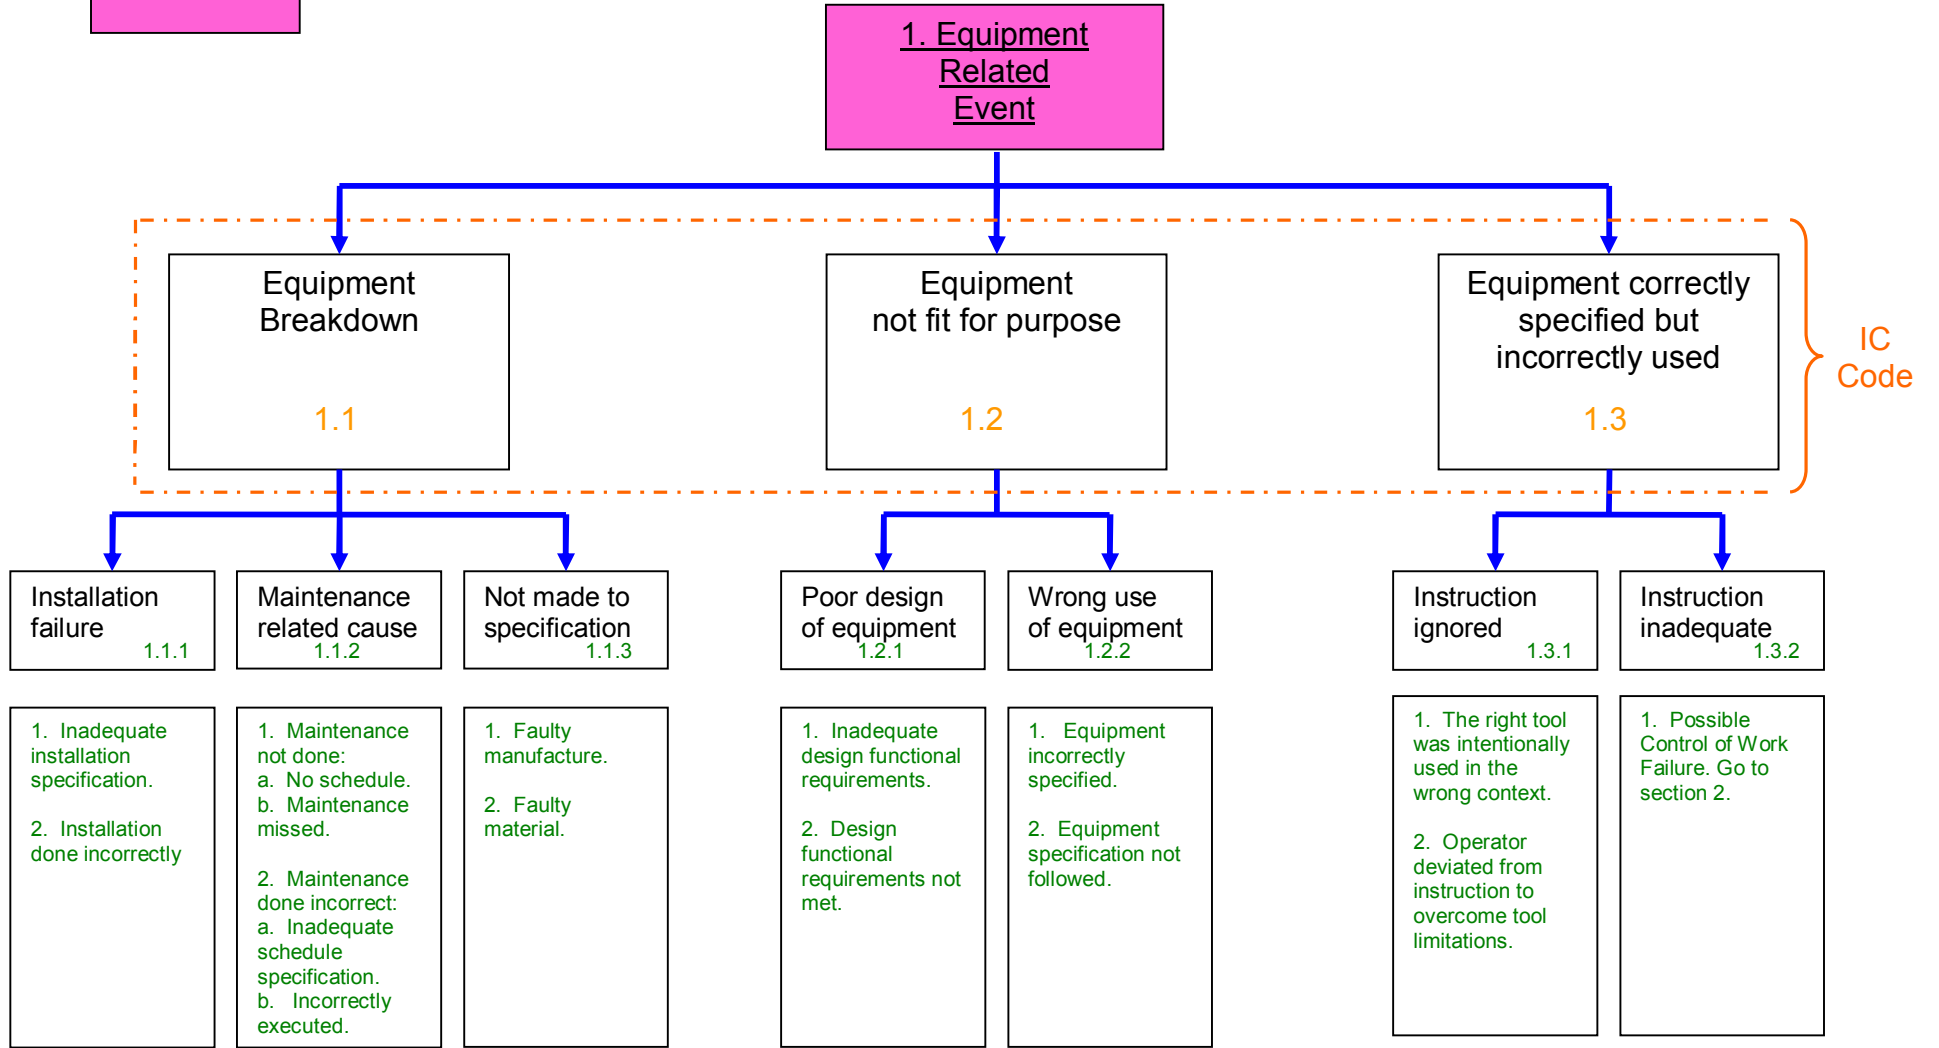 1. Equipment
Related
Event
Equipment
Breakdown
1.1
Equipment
not fit for purpose
1.2
Equipment correctly
specified but
incorrectly used
1.3
IC
Code
Installation
failure
1.1.1
Maintenance
related cause
1.1.2
Not made to
specification
1.1.3
Poor design
of equipment
1.2.1
Wrong use
of equipment
1.2.2
Instruction
ignored
1.3.1
Instruction
inadequate
1.3.2
1. Inadequate
installation
specification.
2. Installation
done incorrectly
1. Maintenance
not done:
a. No schedule.
b. Maintenance
missed.
2. Maintenance
done incorrect:
a. Inadequate
schedule
specification.
b. Incorrectly
executed.
1. Faulty
manufacture.
2. Faulty
material.
1. Inadequate
design functional
requirements.
2. Design
functional
requirements not
met.
1. Equipment
incorrectly
specified.
2. Equipment
specification not
followed.
1. The right tool
was intentionally
used in the
wrong context.
2. Operator
deviated from
instruction to
overcome tool
limitations.
1. Possible
Control of Work
Failure. Go to
section 2.